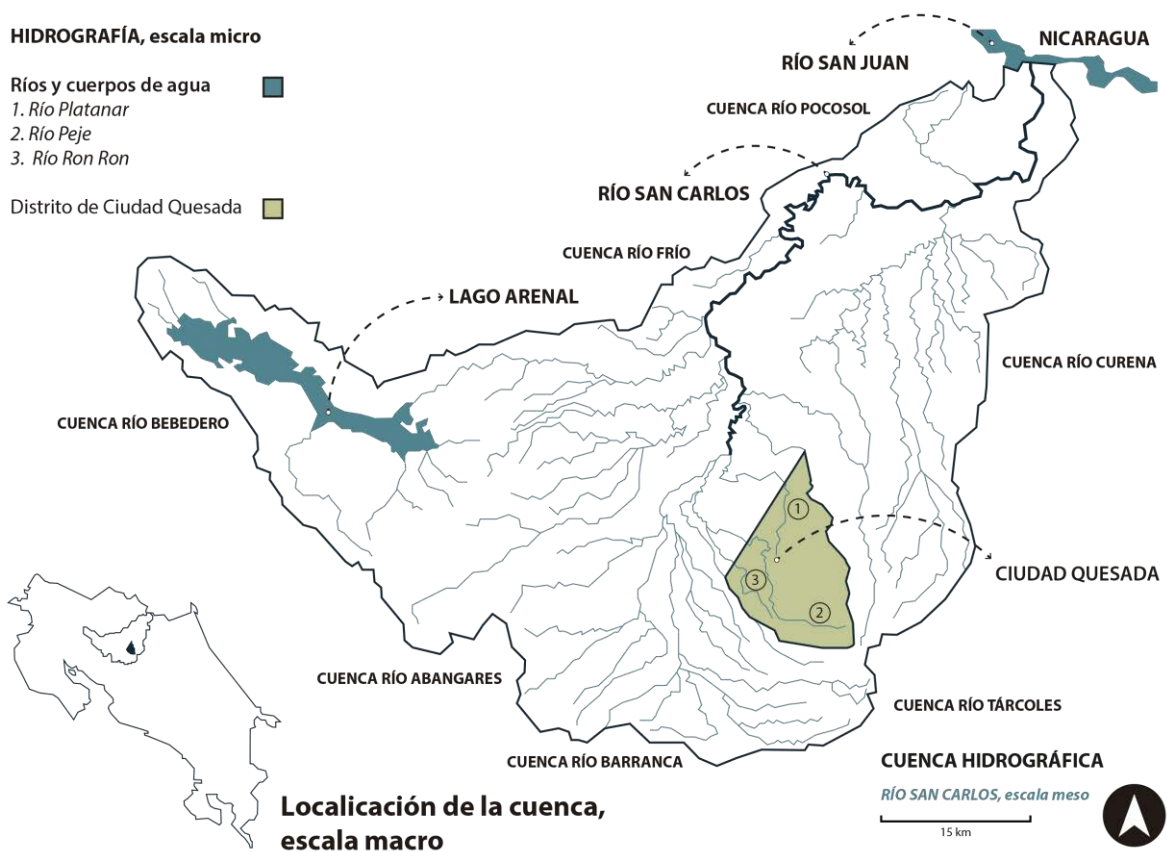 HIDROGRAFÍA, escala micro
Ríos y cuerpos de agua
1. Río Platanar
2. Río Peje
3. Río Ron Ron
Distrito de Ciudad Quesada
NICARAGUA
RÍO SAN JUAN
CUENCA RÍO POCOSOL
RÍO SAN CARLOS
CUENCA RÍO FRÍO
LAGO ARENAL
CUENCA RÍO CURENA
CUENCA RÍO BEBEDERO
1
CIUDAD QUESADA
3
2
CUENCA RÍO ABANGARES
CUENCA RÍO TÁRCOLES
CUENCA RÍO BARRANCA
CUENCA HIDROGRÁFICA
RÍO SAN CARLOS, escala meso
15 km
Localización de la cuenca,
escala macro